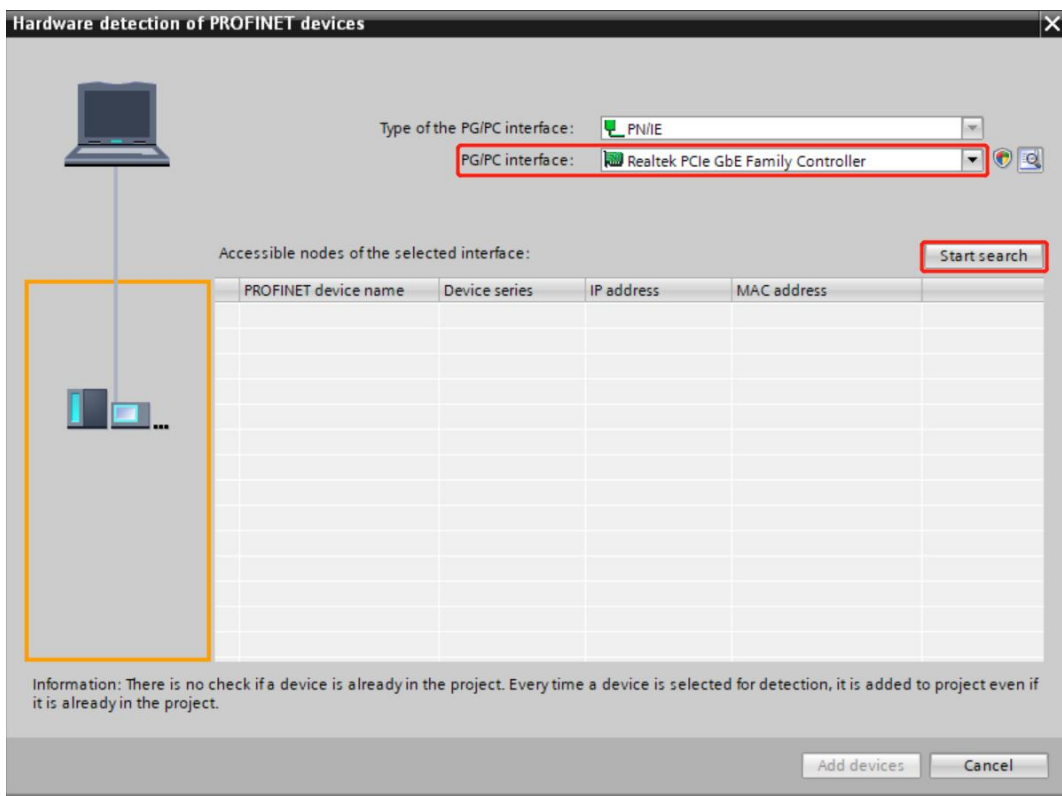 Hardware detection of PROFINET devices
Type of the PG/PC interface: PN/IE
PG/PC interface: Realtek PCIe GbE Family Controller
Accessible nodes of the selected interface:
Start search
PROFINET device name Device series IP address MAC address
...
Information: There is no check if a device is already in the project. Every time a device is selected for detection, it is added to project even if
it is already in the project.
Add devices Cancel